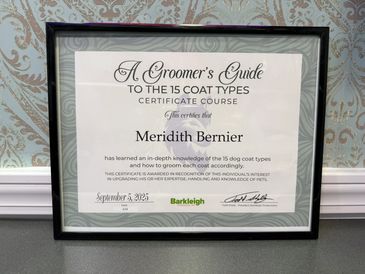 A Groomer's Guide
TO THE 15 COAT TYPES
CERTIFICATE COURSE
This certifies that
Meridith Bernier
has learned an in-depth knowledge of the 15 dog coat types
and how to groom each coat accordingly.
THIS CERTIFICATE IS AWARDED IN RECOGNITION OF THIS INDIVIDUAL'S INTEREST
IN UPGRADING HIS OR HER EXPERTISE, HANDLING AND KNOWLEDGE OF PETS.
September 5, 2025
Barkleigh